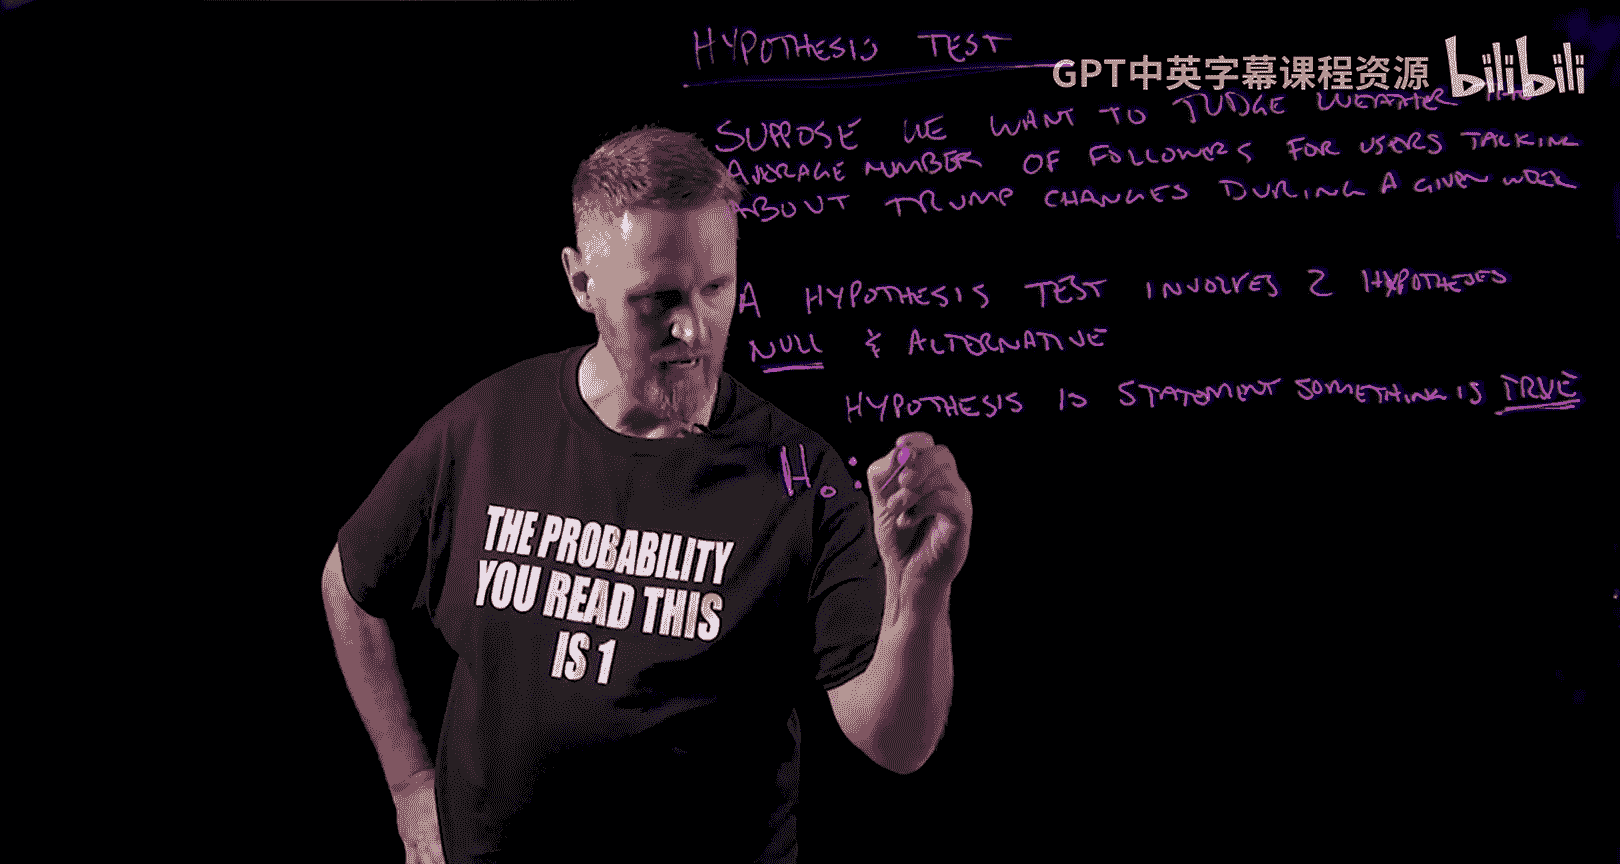 HYPOTHESIS TEST
GPT中英字幕课程资源 bilibili
SUPPOSE WE WANT TO JUDGE WEATHER
AVERAGE NUMBER OF FOLLOWERS FOR USERS TALKING
ABOUT TRUMP CHANGES DURING A GIVEN WEEK
A HYPOTHESIS TEST INVOLVES 2 HYPOTHESES
NULL & ALTERNATIVE
HYPOTHESIS IS STATEMENT SOMETHING IS TRUE
H₀:
THE PROBABILITY
YOU READ THIS
IS 1